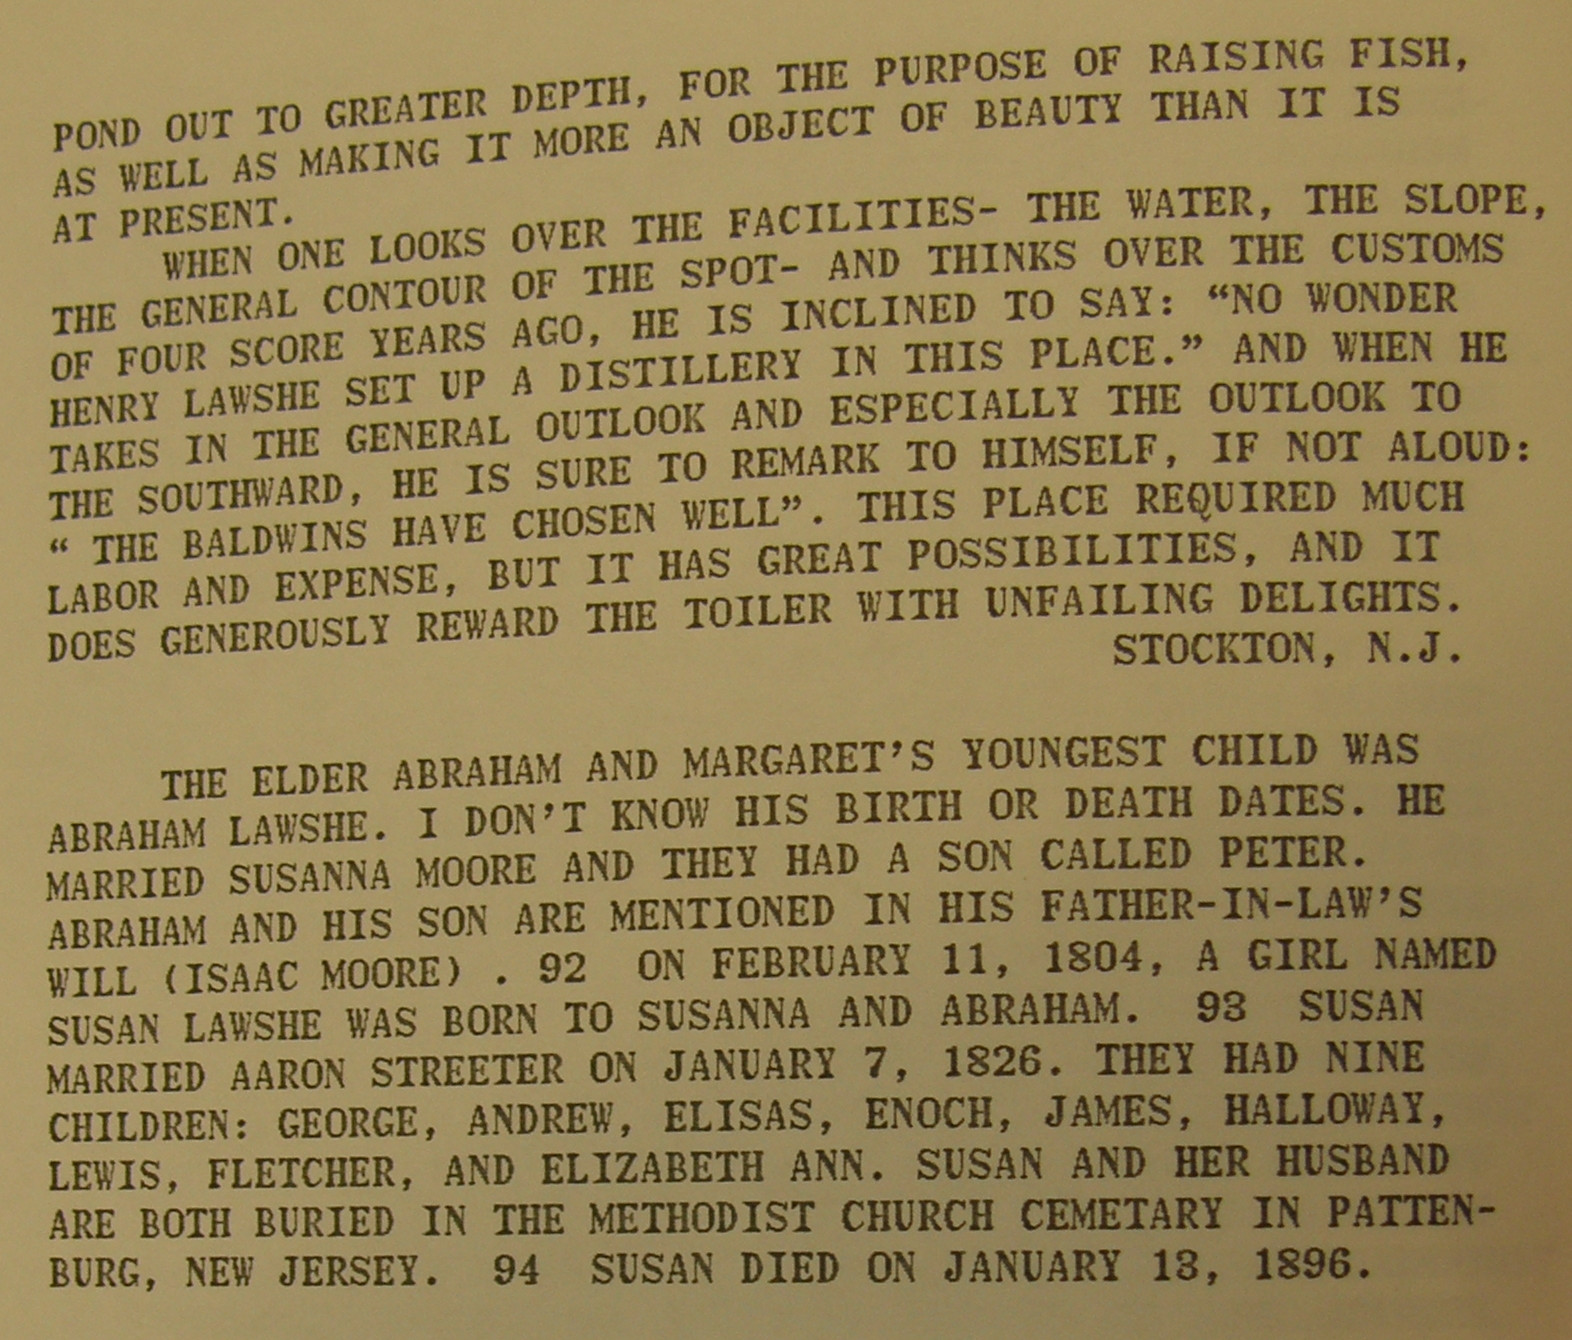 POND OUT TO GREATER DEPTH, FOR THE PURPOSE OF RAISING FISH,
AS WELL AS MAKING IT MORE AN OBJECT OF BEAUTY THAN IT IS
AT PRESENT.
WHEN ONE LOOKS OVER THE FACILITIES- THE WATER, THE SLOPE,
THE GENERAL CONTOUR OF THE SPOT- AND THINKS OVER THE CUSTOMS
OF FOUR SCORE YEARS AGO, HE IS INCLINED TO SAY: “NO WONDER
HENRY LAWSHE SET UP A DISTILLERY IN THIS PLACE.” AND WHEN HE
TAKES IN THE GENERAL OUTLOOK AND ESPECIALLY THE OUTLOOK TO
THE SOUTHWARD, HE IS SURE TO REMARK TO HIMSELF, IF NOT ALOUD:
“ THE BALDWINS HAVE CHOSEN WELL”. THIS PLACE REQUIRED MUCH
LABOR AND EXPENSE, BUT IT HAS GREAT POSSIBILITIES, AND IT
DOES GENEROUSLY REWARD THE TOILER WITH UNFAILING DELIGHTS.
STOCKTON, N.J.
THE ELDER ABRAHAM AND MARGARET’S YOUNGEST CHILD WAS
ABRAHAM LAWSHE. I DON’T KNOW HIS BIRTH OR DEATH DATES. HE
MARRIED SUSANNA MOORE AND THEY HAD A SON CALLED PETER.
ABRAHAM AND HIS SON ARE MENTIONED IN HIS FATHER-IN-LAW’S
WILL (ISAAC MOORE) . 92 ON FEBRUARY 11, 1804, A GIRL NAMED
SUSAN LAWSHE WAS BORN TO SUSANNA AND ABRAHAM. 93 SUSAN
MARRIED AARON STREETER ON JANUARY 7, 1826. THEY HAD NINE
CHILDREN: GEORGE, ANDREW, ELISAS, ENOCH, JAMES, HALLOWAY,
LEWIS, FLETCHER, AND ELIZABETH ANN. SUSAN AND HER HUSBAND
ARE BOTH BURIED IN THE METHODIST CHURCH CEMETARY IN PATTEN-
BURG, NEW JERSEY. 94 SUSAN DIED ON JANUARY 13, 1896.